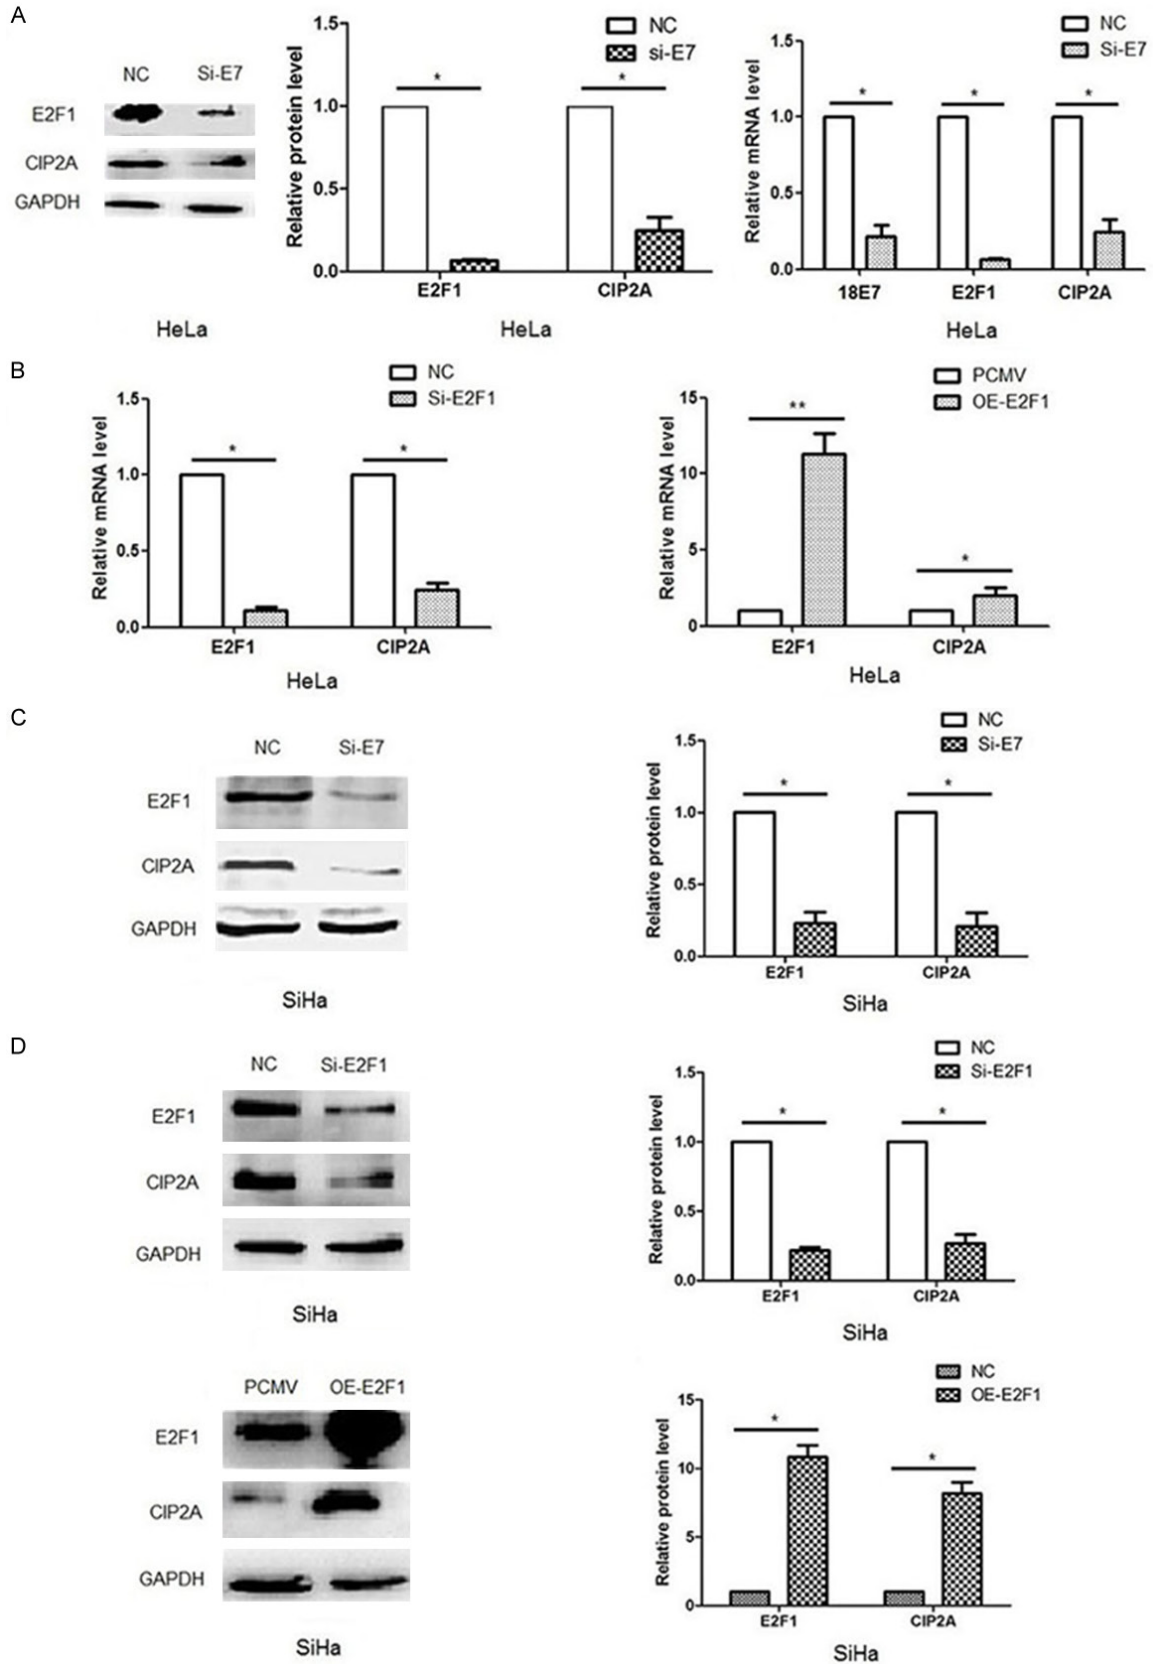 A
NC Si-E7
E2F1
CIP2A
GAPDH
HeLa
NC
si-E7
Relative protein level
1.5
1.0
0.5
0.0
* *
E2F1 CIP2A
HeLa
NC
Si-E7
Relative mRNA level
1.5
1.0
0.5
0.0
* * *
18E7 E2F1 CIP2A
HeLa
B
NC
Si-E2F1
Relative mRNA level
1.5
1.0
0.5
0.0
* *
E2F1 CIP2A
HeLa
PCMV
OE-E2F1
Relative mRNA level
15
10
5
0
** *
E2F1 CIP2A
HeLa
C
NC Si-E7
E2F1
CIP2A
GAPDH
SiHa
NC
Si-E7
Relative protein level
1.5
1.0
0.5
0.0
* *
E2F1 CIP2A
SiHa
D
NC Si-E2F1
E2F1
CIP2A
GAPDH
SiHa
NC
Si-E2F1
Relative protein level
1.5
1.0
0.5
0.0
* *
E2F1 CIP2A
SiHa
PCMV OE-E2F1
E2F1
CIP2A
GAPDH
SiHa
NC
OE-E2F1
Relative protein level
15
10
5
0
* *
E2F1 CIP2A
SiHa